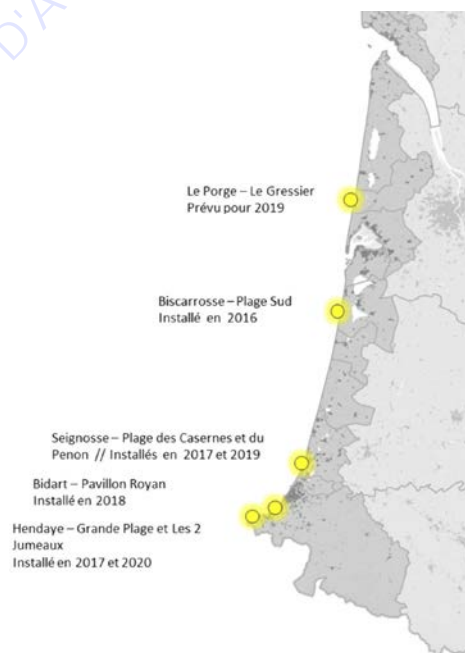 D'A
Le Porge – Le Gressier
Prévu pour 2019
Biscarrosse – Plage Sud
Installé en 2016
Seignosse – Plage des Casernes et du
Penon // Installés en 2017 et 2019
Bidart – Pavillon Royan
Installé en 2018
Hendaye – Grande Plage et Les 2
Jumeaux
Installé en 2017 et 2020